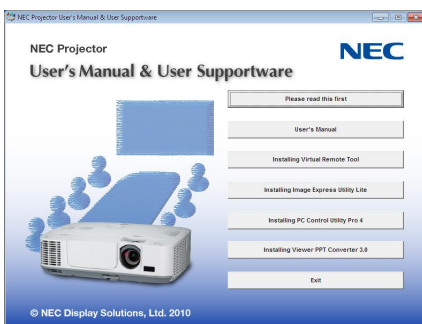 NEC Projector User's Manual & User Supportware
NEC Projector
NEC
User's Manual & User Supportware
Please read this first
User's Manual
Installing Virtual Remote Tool
Installing Image Express Utility Lite
Installing PC Control Utility Pro 4
Installing Viewer PPT Converter 3.0
Exit
© NEC Display Solutions, Ltd. 2010